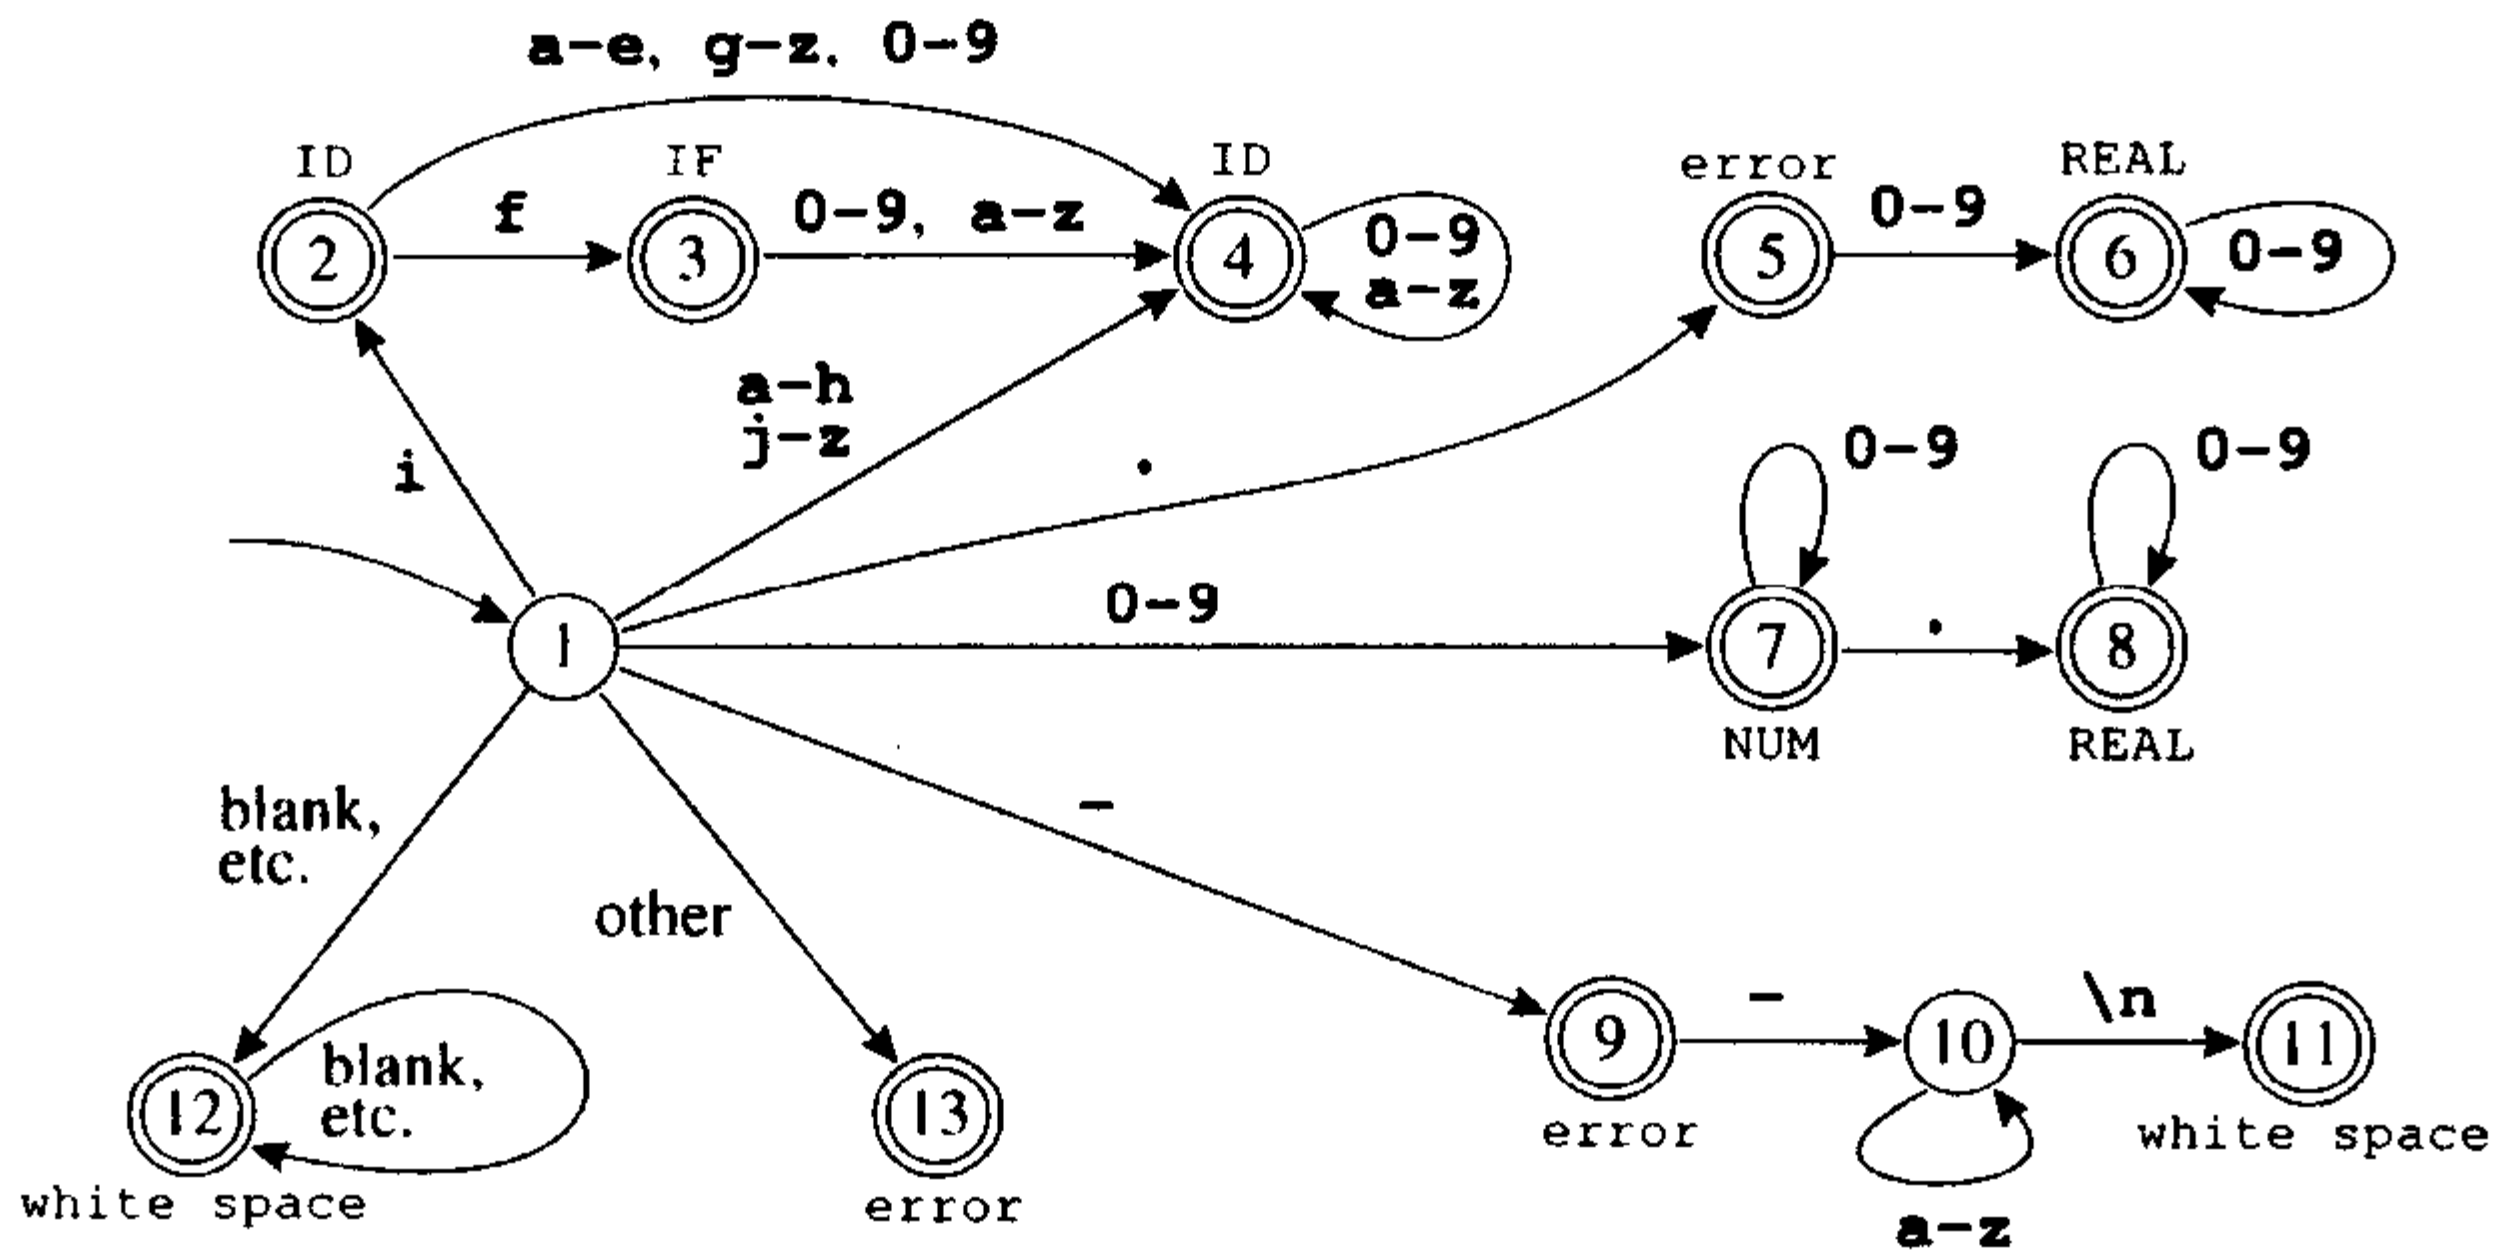 a-e, g-z, 0-9
ID
IF
ID
error
REAL
f
0-9, a-z
0-9
2
3
4
0-9
a-z
5
6
0-9
a-h
j-z
i
.
0-9
0-9
0-9
1
7
.
8
NUM
REAL
blank,
etc.
-
other
9
-
10
\n
11
12
blank,
etc.
13
error
white space
white space
error
a-z